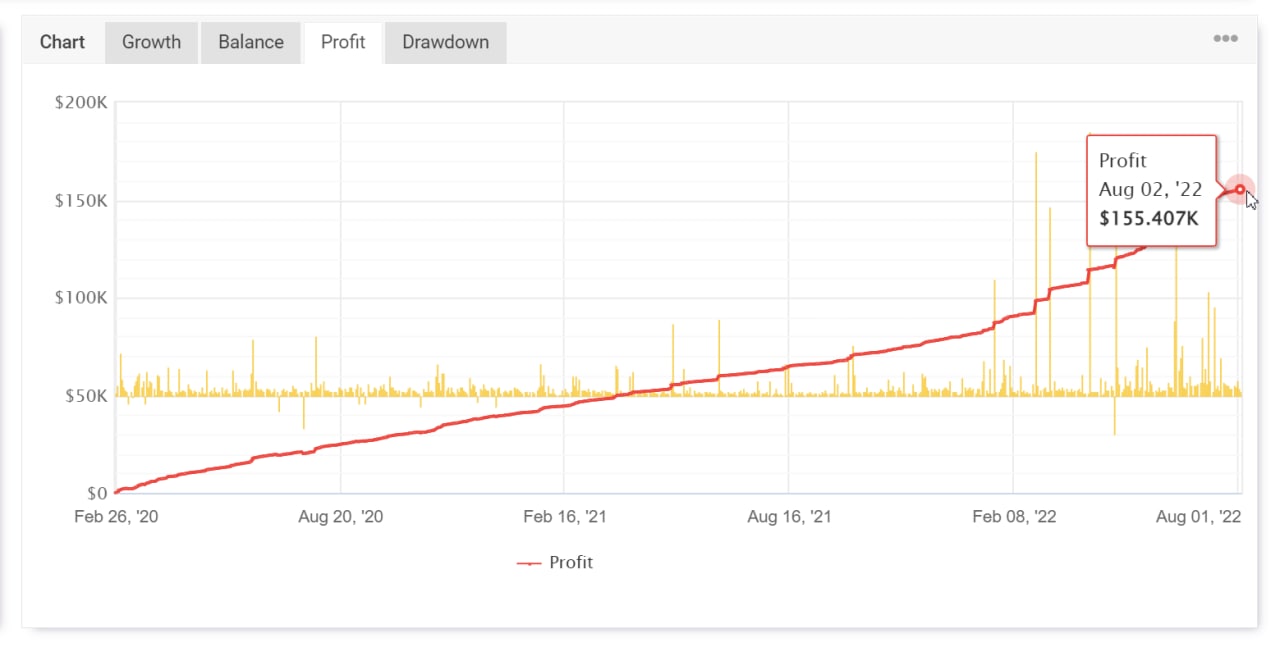 Chart Growth Balance Profit Drawdown
$200K
$150K
$100K
$50K
$0
Profit
Aug 02, '22
$155.407K
Feb 26, '20 Aug 20, '20 Feb 16, '21 Aug 16, '21 Feb 08, '22 Aug 01, '22
Profit